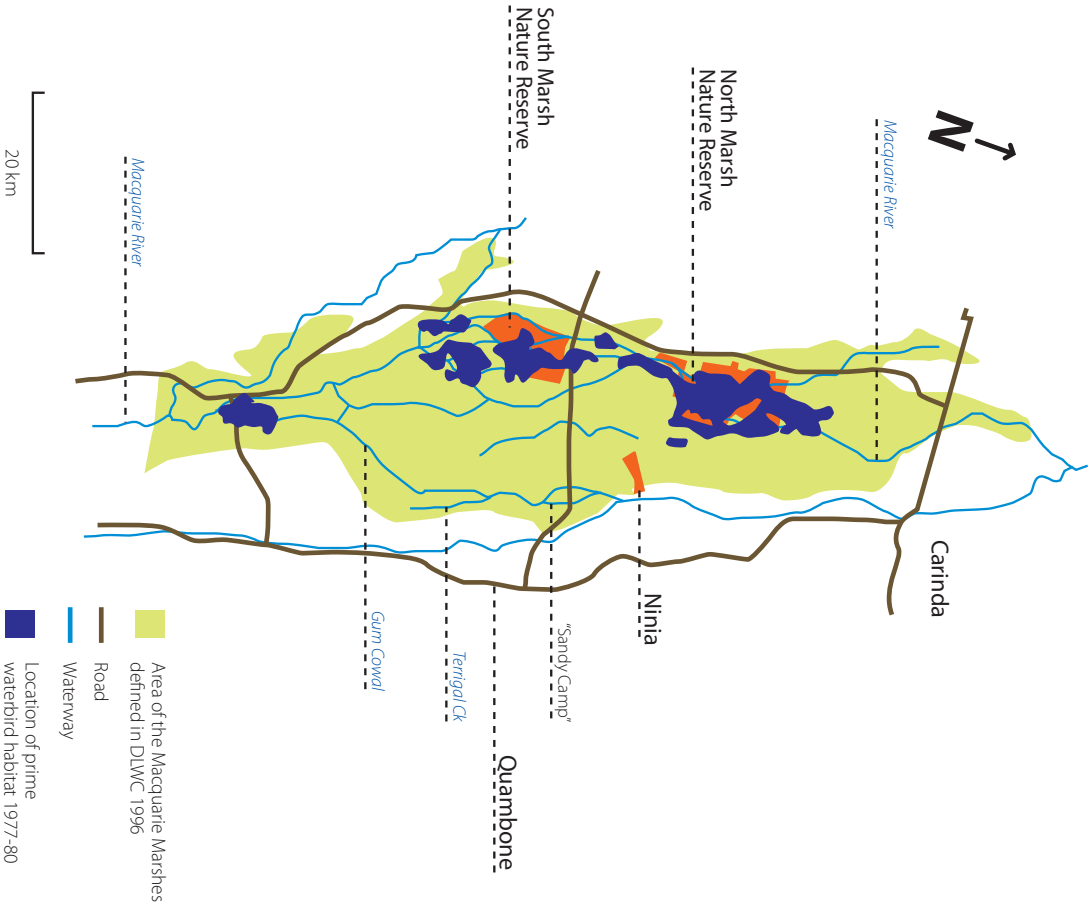 South Marsh
Nature Reserve
North Marsh
Nature Reserve
N
Macquarie River
Macquarie River
20 km
Carinda
Ninia
"Sandy Camp"
Terrigal Ck
Gum Cowal
Quambone
Area of the Macquarie Marshes
defined in DLWC 1996
Road
Waterway
Location of prime
waterbird habitat 1977-80